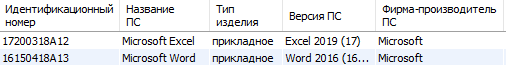 Идентификационный номер Название ПС Тип изделия Версия ПС Фирма-производитель ПС
17200318A12 Microsoft Excel прикладное Excel 2019 (17) Microsoft
16150418A13 Microsoft Word прикладное Word 2016 (16... Microsoft